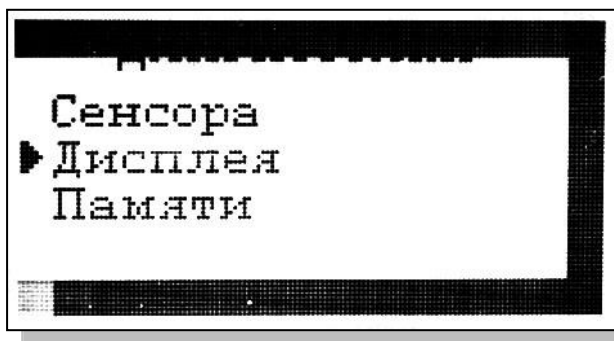 Сенсора
Дисплея
Памяти